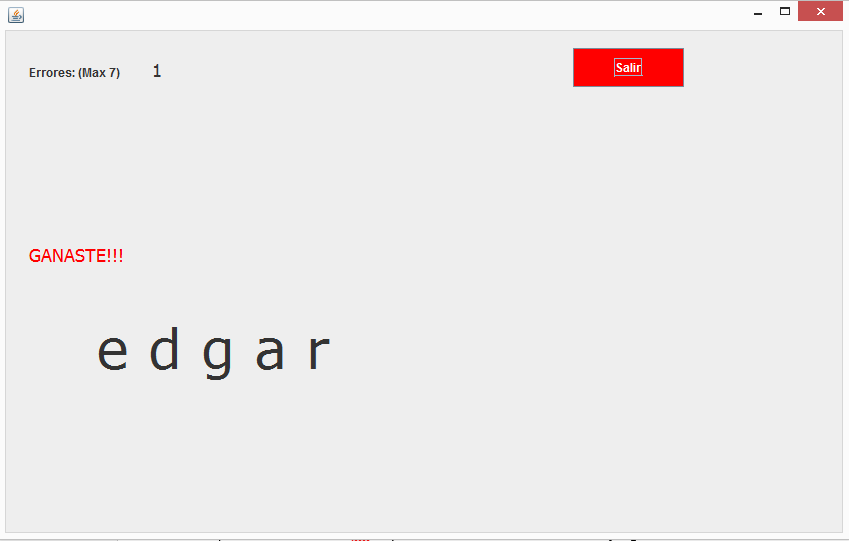 Errores: (Max 7) 1
Salir
GANASTE!!!
e d g a r